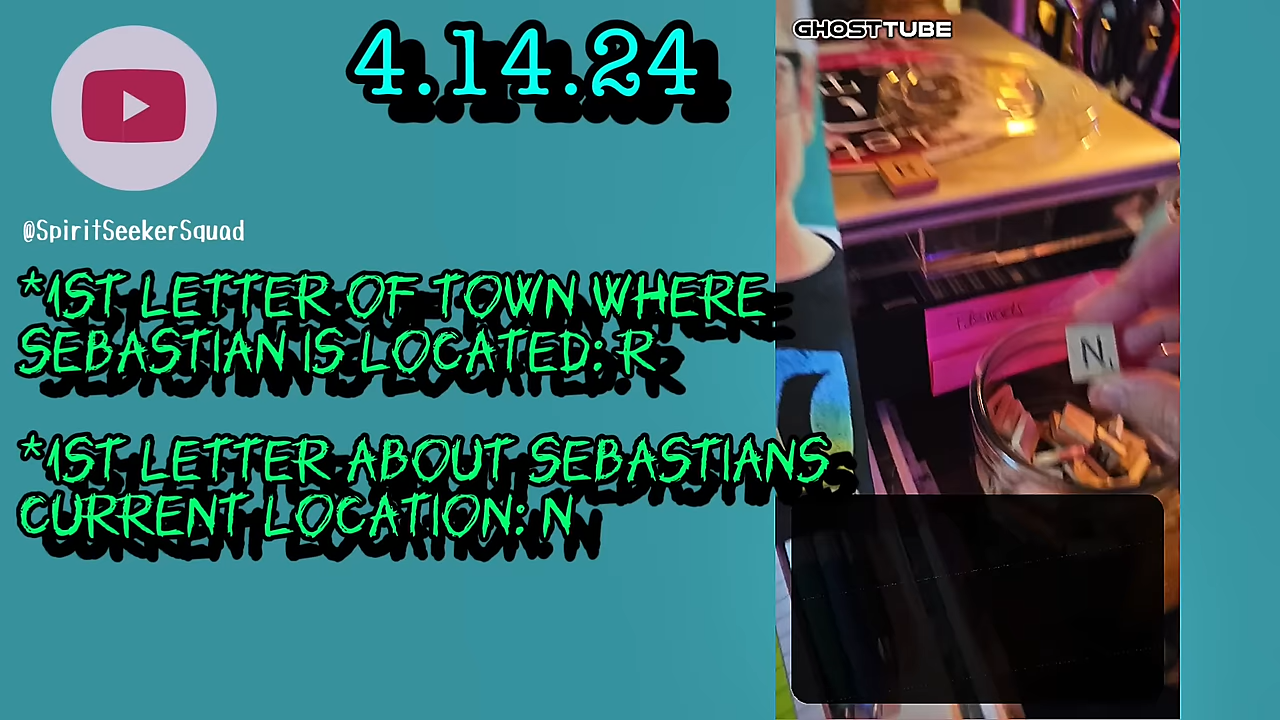 GHOSTTUBE
4.14.24
@SpiritSeekerSquad
*1ST LETTER OF TOWN WHERE
SEBASTIAN IS LOCATED: R
*1ST LETTER ABOUT SEBASTIANS
CURRENT LOCATION: N
N